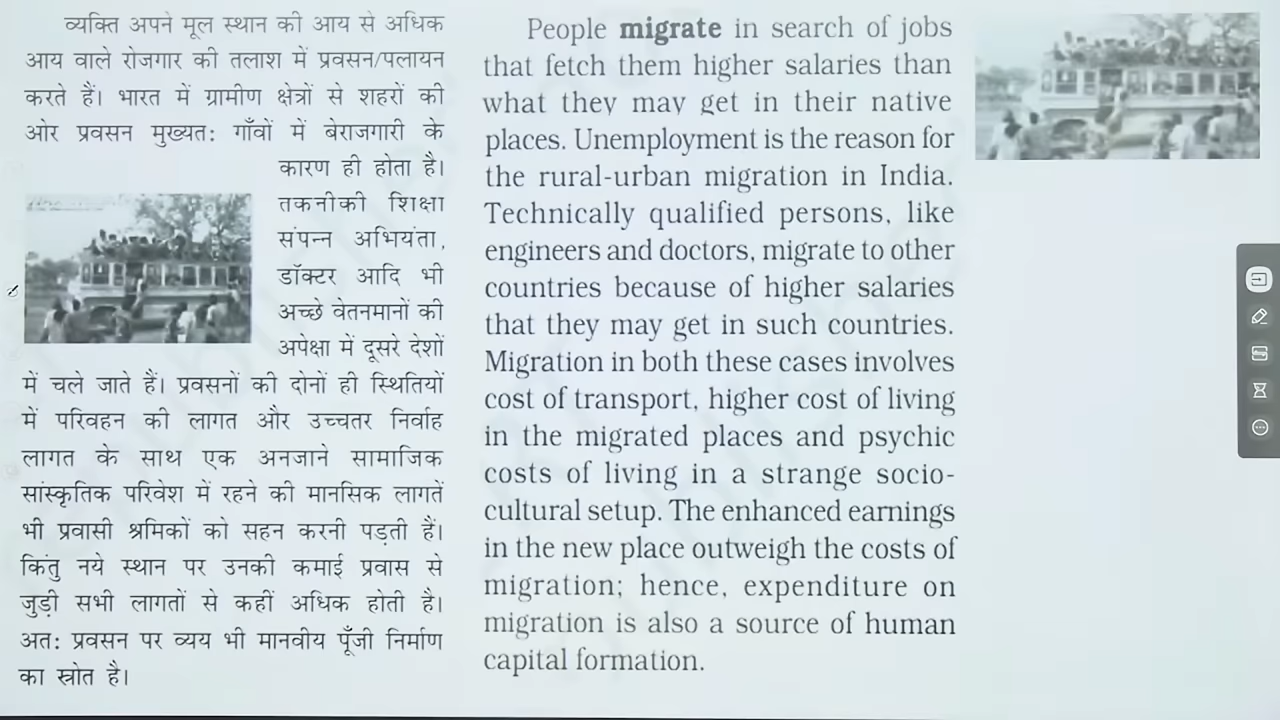 व्यक्ति अपने मूल स्थान की आय से अधिक
आय वाले रोजगार की तलाश में प्रवसन/पलायन
करते हैं। भारत में ग्रामीण क्षेत्रों से शहरों की
ओर प्रवसन मुख्यत: गाँवों में बेराजगारी के
कारण ही होता है।
तकनीकी शिक्षा
संपन्न अभियंता,
डॉक्टर आदि भी
अच्छे वेतनमानों की
अपेक्षा में दूसरे देशों
में चले जाते हैं। प्रवसनों की दोनों ही स्थितियों
में परिवहन की लागत और उच्चतर निर्वाह
लागत के साथ एक अनजाने सामाजिक
सांस्कृतिक परिवेश में रहने की मानसिक लागतें
भी प्रवासी श्रमिकों को सहन करनी पड़ती हैं।
किंतु नये स्थान पर उनकी कमाई प्रवास से
जुड़ी सभी लागतों से कहीं अधिक होती है।
अत: प्रवसन पर व्यय भी मानवीय पूँजी निर्माण
का स्रोत है।
People migrate in search of jobs
that fetch them higher salaries than
what they may get in their native
places. Unemployment is the reason for
the rural-urban migration in India.
Technically qualified persons, like
engineers and doctors, migrate to other
countries because of higher salaries
that they may get in such countries.
Migration in both these cases involves
cost of transport, higher cost of living
in the migrated places and psychic
costs of living in a strange socio-
cultural setup. The enhanced earnings
in the new place outweigh the costs of
migration; hence, expenditure on
migration is also a source of human
capital formation.